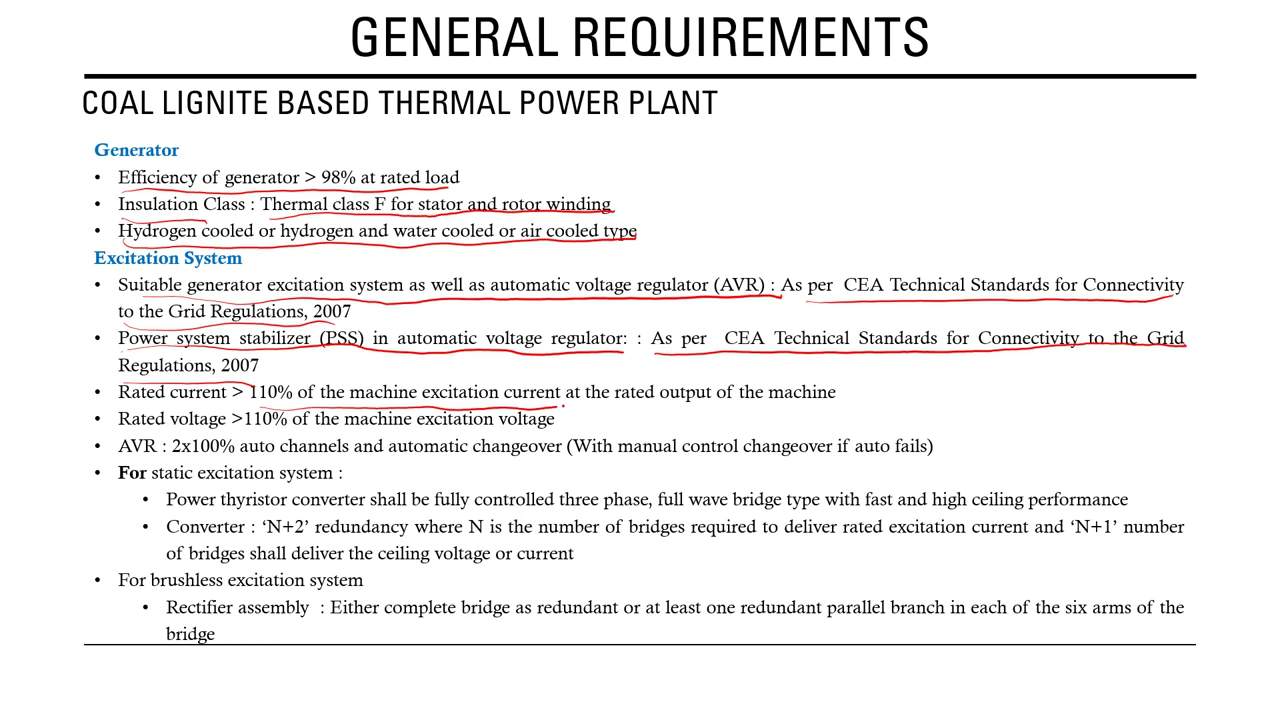 GENERAL REQUIREMENTS
COAL LIGNITE BASED THERMAL POWER PLANT
Generator
• Efficiency of generator > 98% at rated load
• Insulation Class : Thermal class F for stator and rotor winding
• Hydrogen cooled or hydrogen and water cooled or air cooled type
Excitation System
• Suitable generator excitation system as well as automatic voltage regulator (AVR) : As per CEA Technical Standards for Connectivity
to the Grid Regulations, 2007
• Power system stabilizer (PSS) in automatic voltage regulator: : As per CEA Technical Standards for Connectivity to the Grid
Regulations, 2007
• Rated current > 110% of the machine excitation current at the rated output of the machine
• Rated voltage >110% of the machine excitation voltage
• AVR : 2x100% auto channels and automatic changeover (With manual control changeover if auto fails)
• For static excitation system :
• Power thyristor converter shall be fully controlled three phase, full wave bridge type with fast and high ceiling performance
• Converter : ‘N+2’ redundancy where N is the number of bridges required to deliver rated excitation current and ‘N+1’ number
of bridges shall deliver the ceiling voltage or current
• For brushless excitation system
• Rectifier assembly : Either complete bridge as redundant or at least one redundant parallel branch in each of the six arms of the
bridge